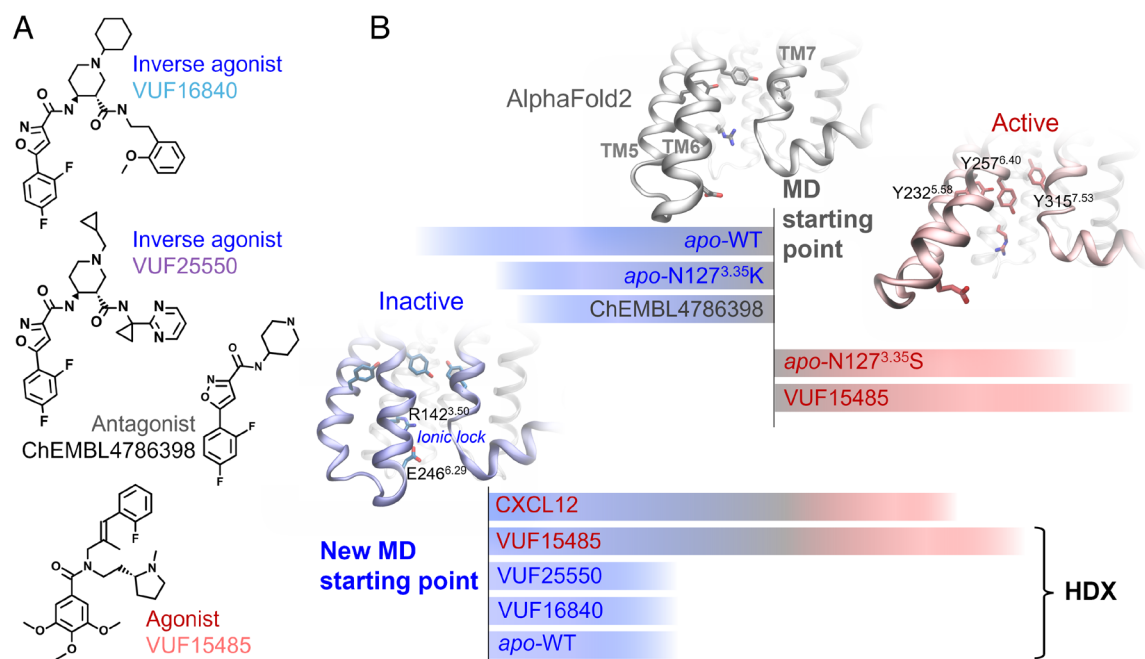 A
Inverse agonist
VUF16840
N
N
H
N
O
O
H
N
O
O
F
F
Inverse agonist
VUF25550
N
N
H
N
O
O
H
N
O
N
N
F
F
Antagonist
ChEMBL4786398
N
O
N
H
N
O
F
F
F
N
N
O
O
O
O
Agonist
VUF15485
B
AlphaFold2
TM7
TM5
TM6
MD
starting
point
Active
Y257^6.40
Y232^5.58
Y315^7.53
apo-WT
apo-N127^3.35K
ChEMBL4786398
apo-N127^3.35S
VUF15485
Inactive
R142^3.50
Ionic lock
E246^6.29
New MD
starting point
CXCL12
VUF15485
VUF25550
VUF16840
apo-WT
HDX